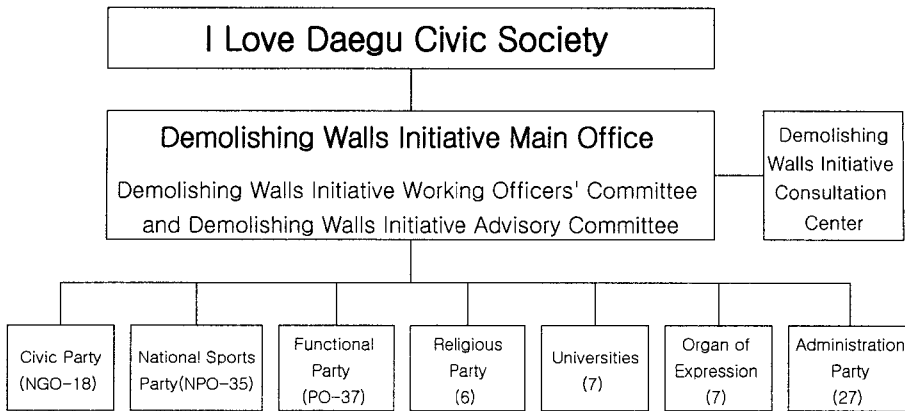 I Love Daegu Civic Society
Demolishing Walls Initiative Main Office
Demolishing Walls Initiative Working Officers' Committee
and Demolishing Walls Initiative Advisory Committee
Demolishing
Walls Initiative
Consultation
Center
Civic Party
(NGO-18)
National Sports
Party(NPO-35)
Functional
Party
(PO-37)
Religious
Party
(6)
Universities
(7)
Organ of
Expression
(7)
Administration
Party
(27)